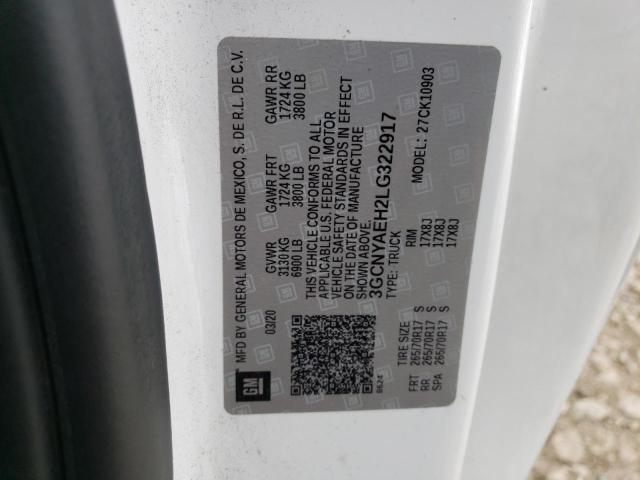 MFD BY GENERAL MOTORS DE MEXICO, S. DE R.L. DE C.V.
03/20 GVWR GAWR FRT GAWR RR
3130 KG 1724 KG 1724 KG
6900 LB 3800 LB 3800 LB
THIS VEHICLE CONFORMS TO ALL
APPLICABLE U.S. FEDERAL MOTOR
VEHICLE SAFETY STANDARDS IN EFFECT
ON THE DATE OF MANUFACTURE
SHOWN ABOVE.
3GCNYAEH2LG322917
TYPE: TRUCK 27CK10903
TIRE SIZE RIM
FRT 265/70R17 S 17X8J
RR 265/70R17 S 17X8J
SPA 265/70R17 S 17X8J
GM
8624